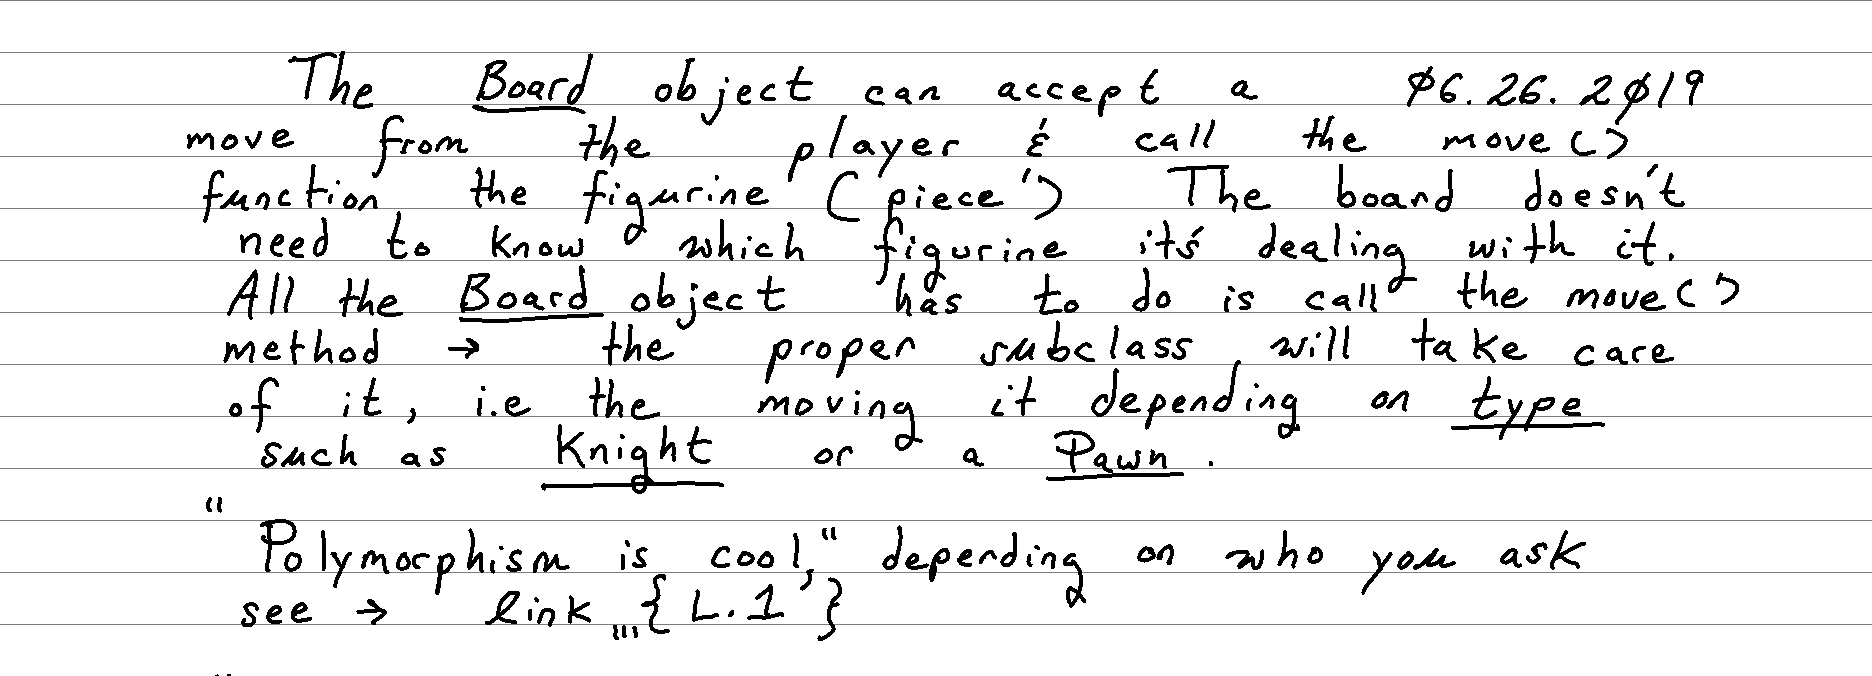 The Board object can accept a 06.26.2019
move from the player & call the move()
function the figurine (piece') The board doesn't
need to know which figurine it's dealing with it.
All the Board object has to do is call the move()
method → the proper subclass will take care
of it, i.e the moving it depending on type
such as Knight or a Pawn.
"
Polymorphism is cool," depending on who you ask
see → link ,,,{L.1'}